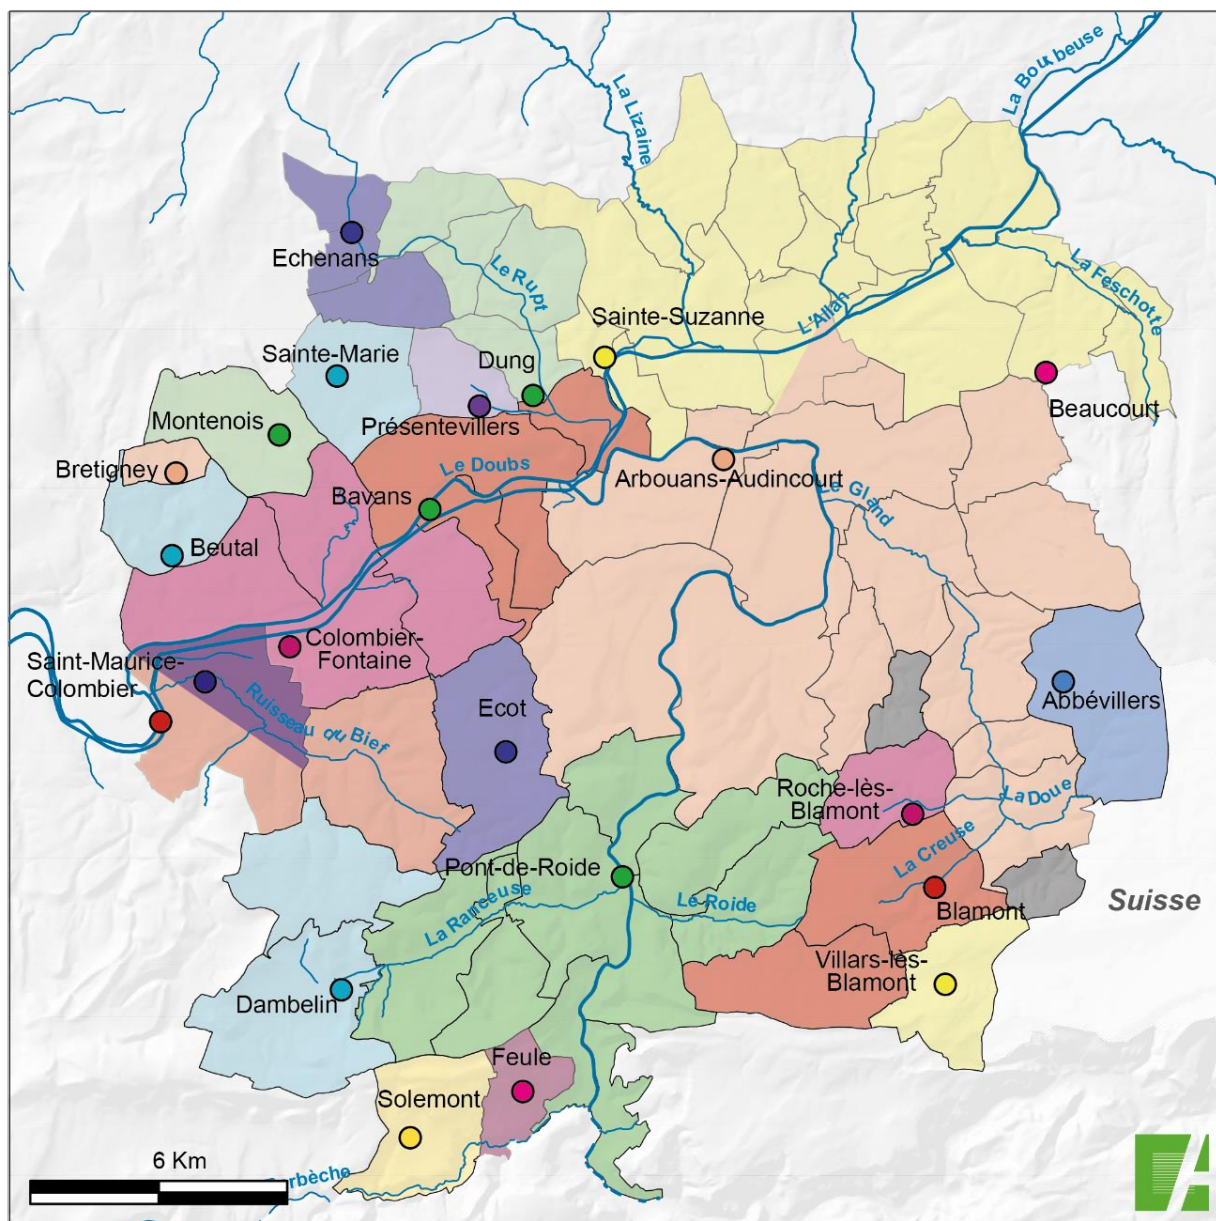 La Bourbeuse
La Lizaine
Echenans
Le Rupt
La Feschotte
L'Allan
Sainte-Suzanne
Sainte-Marie
Dung
Beaucourt
Montenois
Présentevillers
Bretigney
Le Doubs
Arbouans-Audincourt
Bavans
Le Gland
Beutal
Colombier-
Fontaine
Saint-Maurice-
Colombier
Ruisseau du Bief
Ecot
Abbévillers
Roche-lès-
Blamont
La Doue
La Creuse
Pont-de-Roide
La Ranceuse
Le Roide
Blamont
Suisse
Villars-lès-
Blamont
Dambelin
Feule
Solemont
6 Km
rbèche